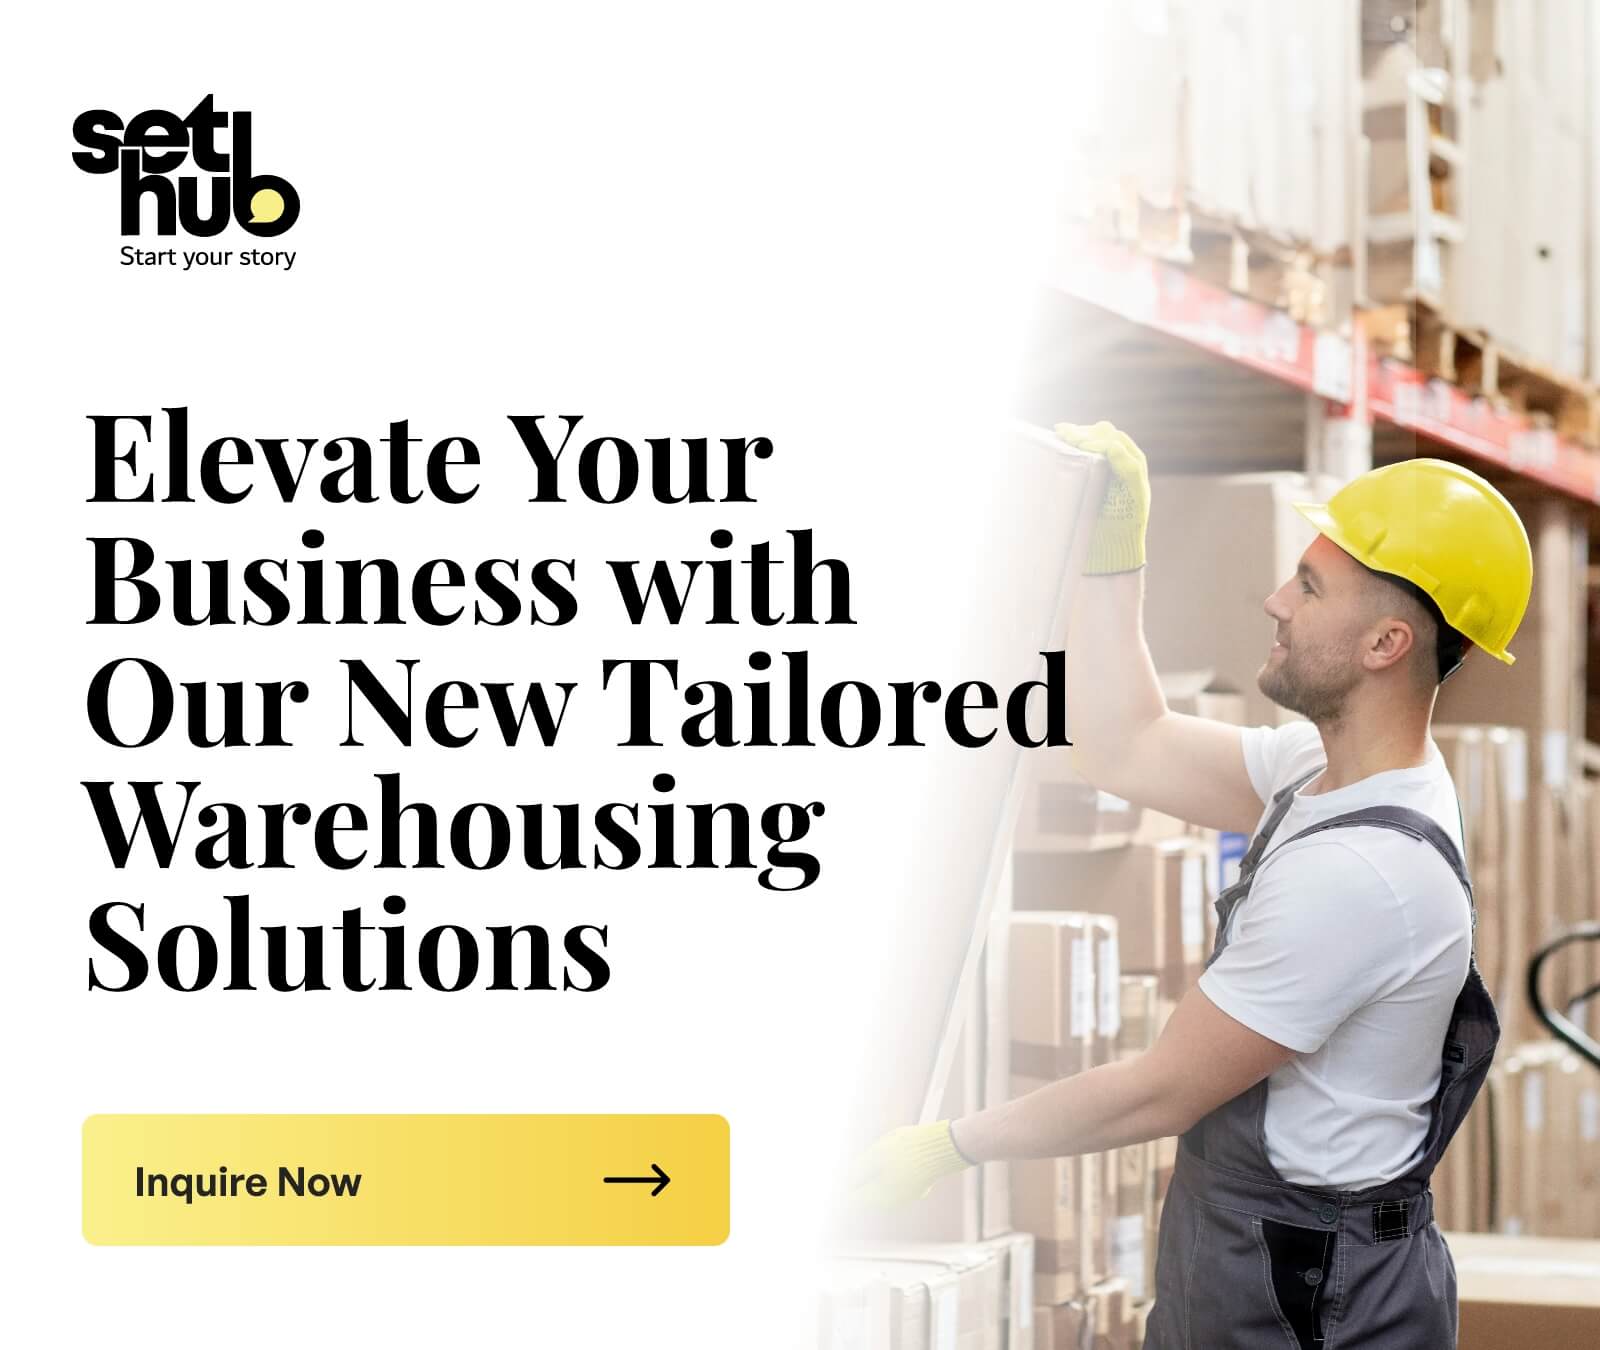 set
hub
Start your story
Elevate Your
Business with
Our New Tailored
Warehousing
Solutions
Inquire Now